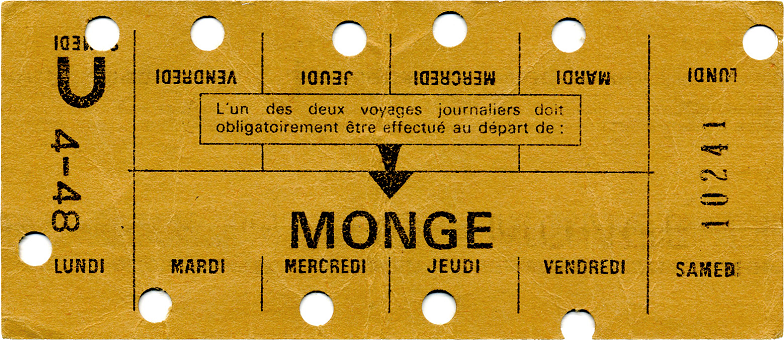 SAMEDI VENDREDI JEUDI MERCREDI MARDI LUNDI
L'un des deux voyages journaliers doit
obligatoirement être effectué au départ de :
U 4-48
10241
MONGE
LUNDI MARDI MERCREDI JEUDI VENDREDI SAMEDI